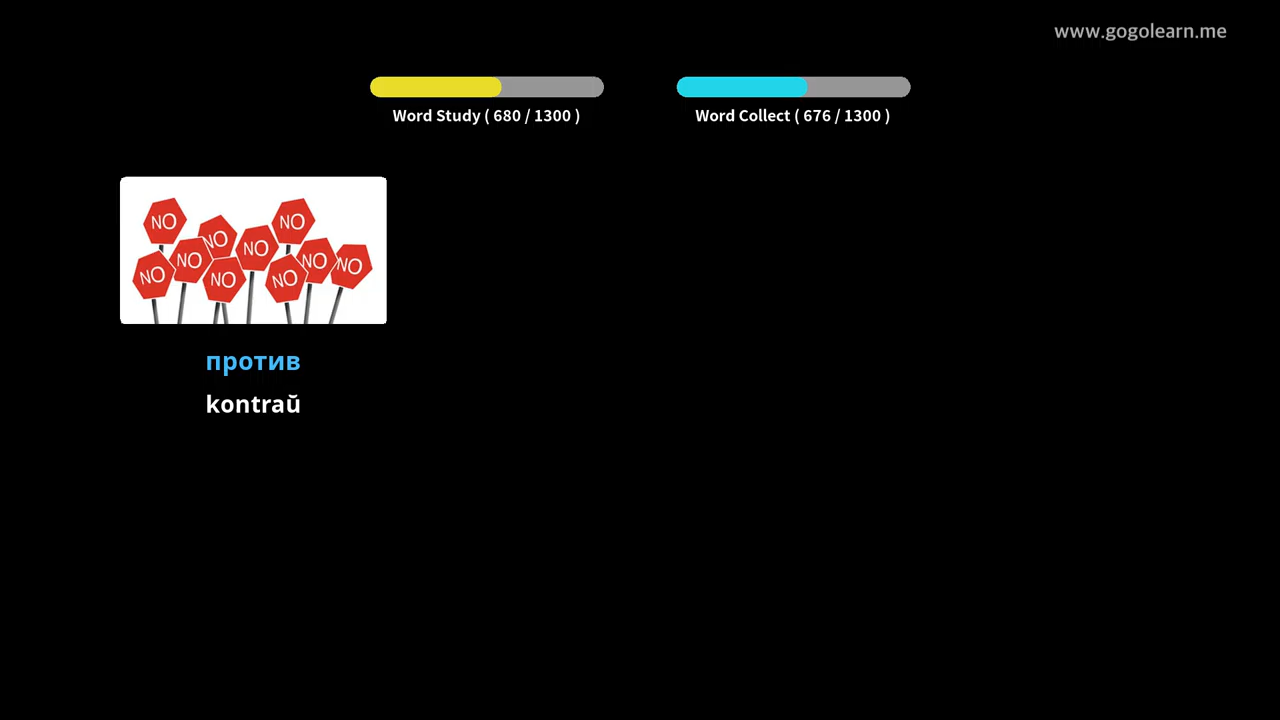 www.gogolearn.me
Word Study ( 680 / 1300 )
Word Collect ( 676 / 1300 )
NO
NO
NO
NO
NO
NO
NO
NO
NO
NO
против
kontraŭ